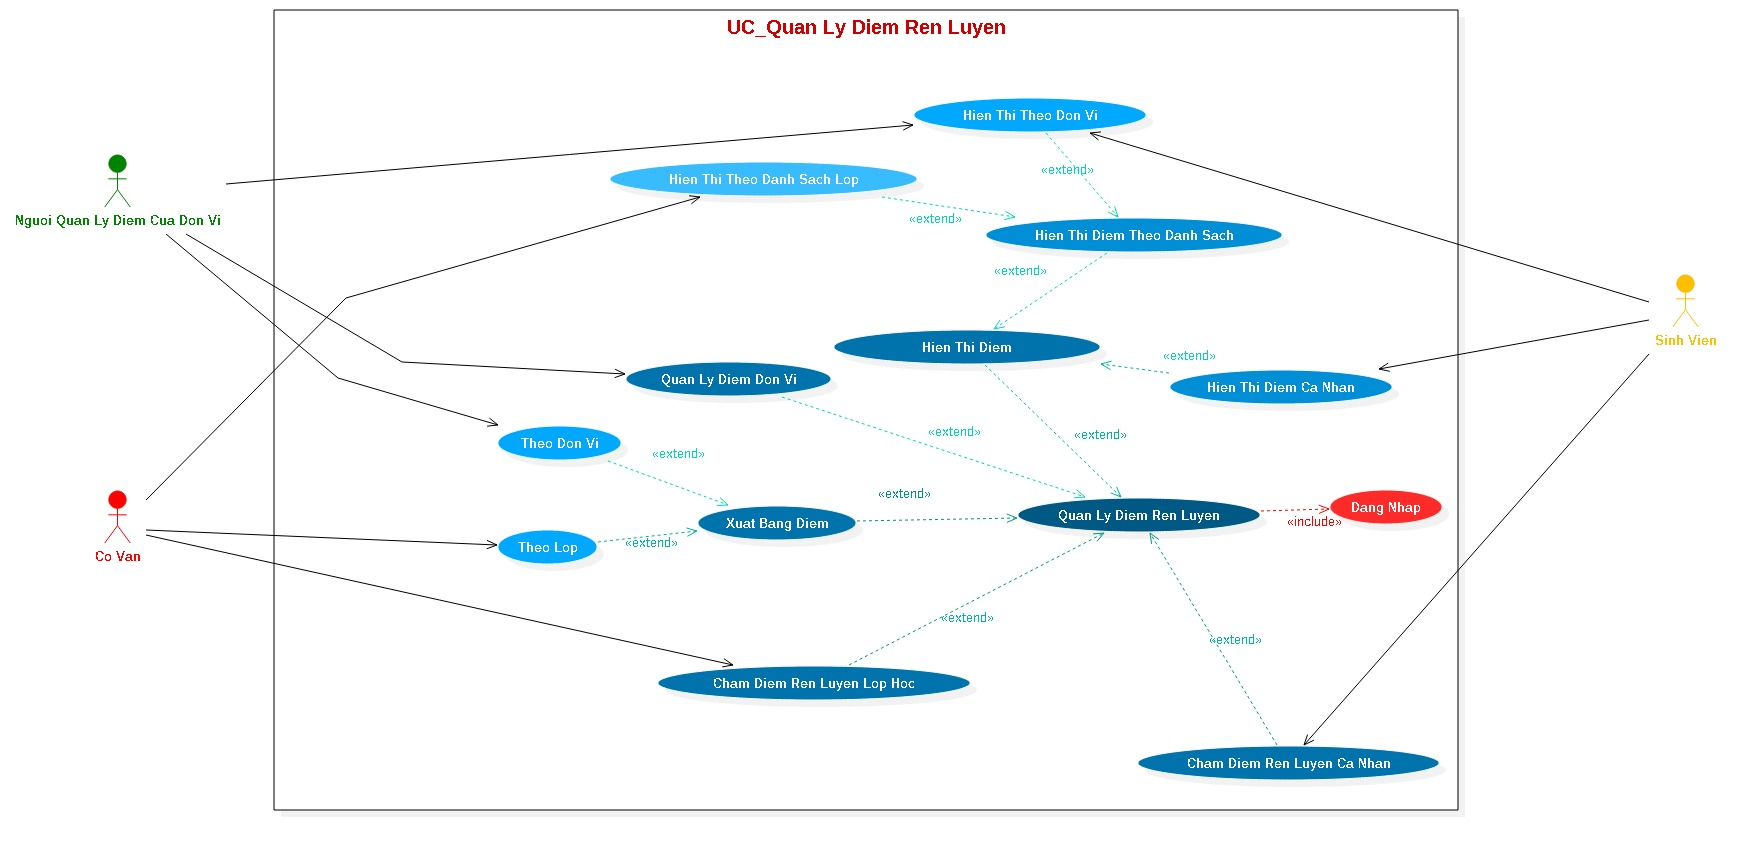 UC_Quan Ly Diem Ren Luyen
Hien Thi Theo Don Vi
«extend»
Hien Thi Theo Danh Sach Lop
«extend»
Nguoi Quan Ly Diem Cua Don Vi
Hien Thi Diem Theo Danh Sach
«extend»
Sinh Vien
Hien Thi Diem
«extend»
Quan Ly Diem Don Vi
Hien Thi Diem Ca Nhan
«extend»
«extend»
Theo Don Vi
«extend»
«extend»
Dang Nhap
Quan Ly Diem Ren Luyen
«include»
Xuat Bang Diem
«extend»
Theo Lop
Co Van
«extend»
«extend»
Cham Diem Ren Luyen Lop Hoc
Cham Diem Ren Luyen Ca Nhan